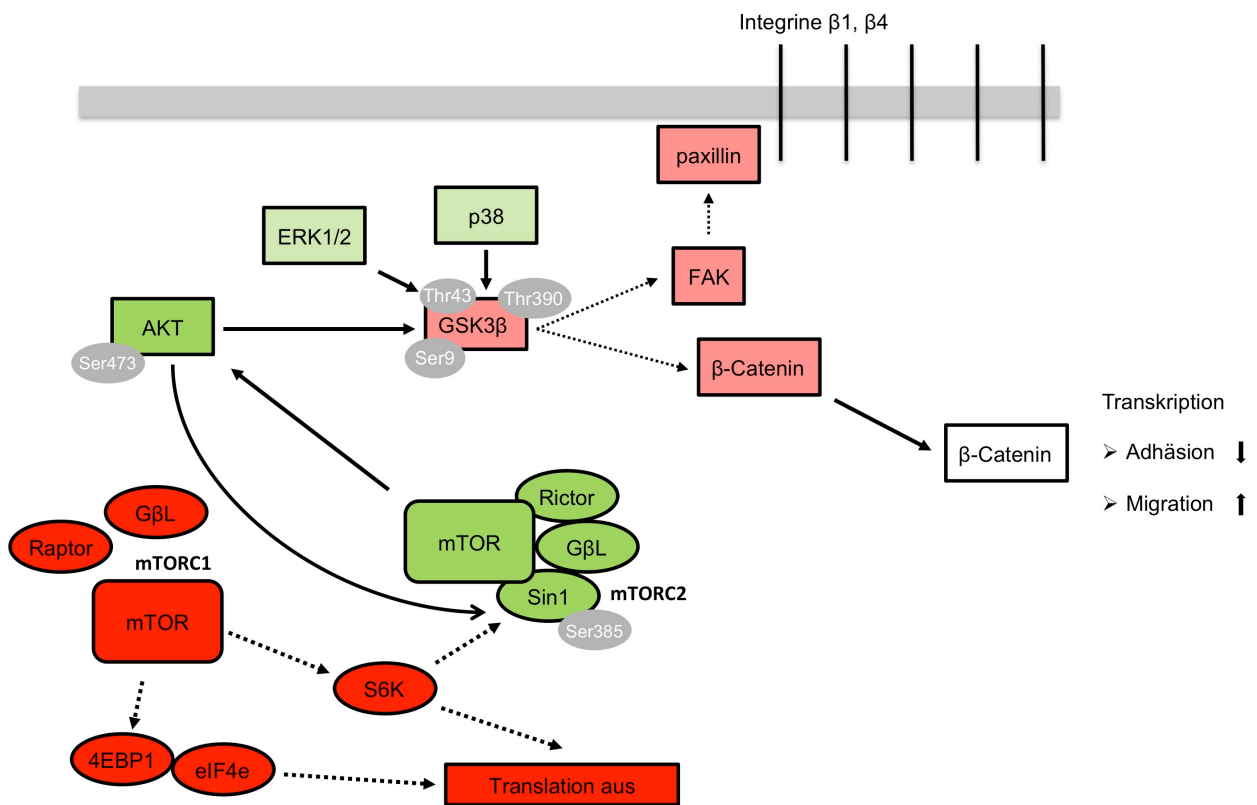 Integrine β1, β4
paxillin
p38
ERK1/2
FAK
Thr43
Thr390
AKT
GSK3β
Ser473
Ser9
β-Catenin
Transkription
β-Catenin
➢ Adhäsion ⬇
➢ Migration ⬆
Rictor
GβL
mTOR
GβL
Raptor
mTORC1
Sin1
mTORC2
mTOR
Ser385
S6K
4EBP1
eIF4e
Translation aus